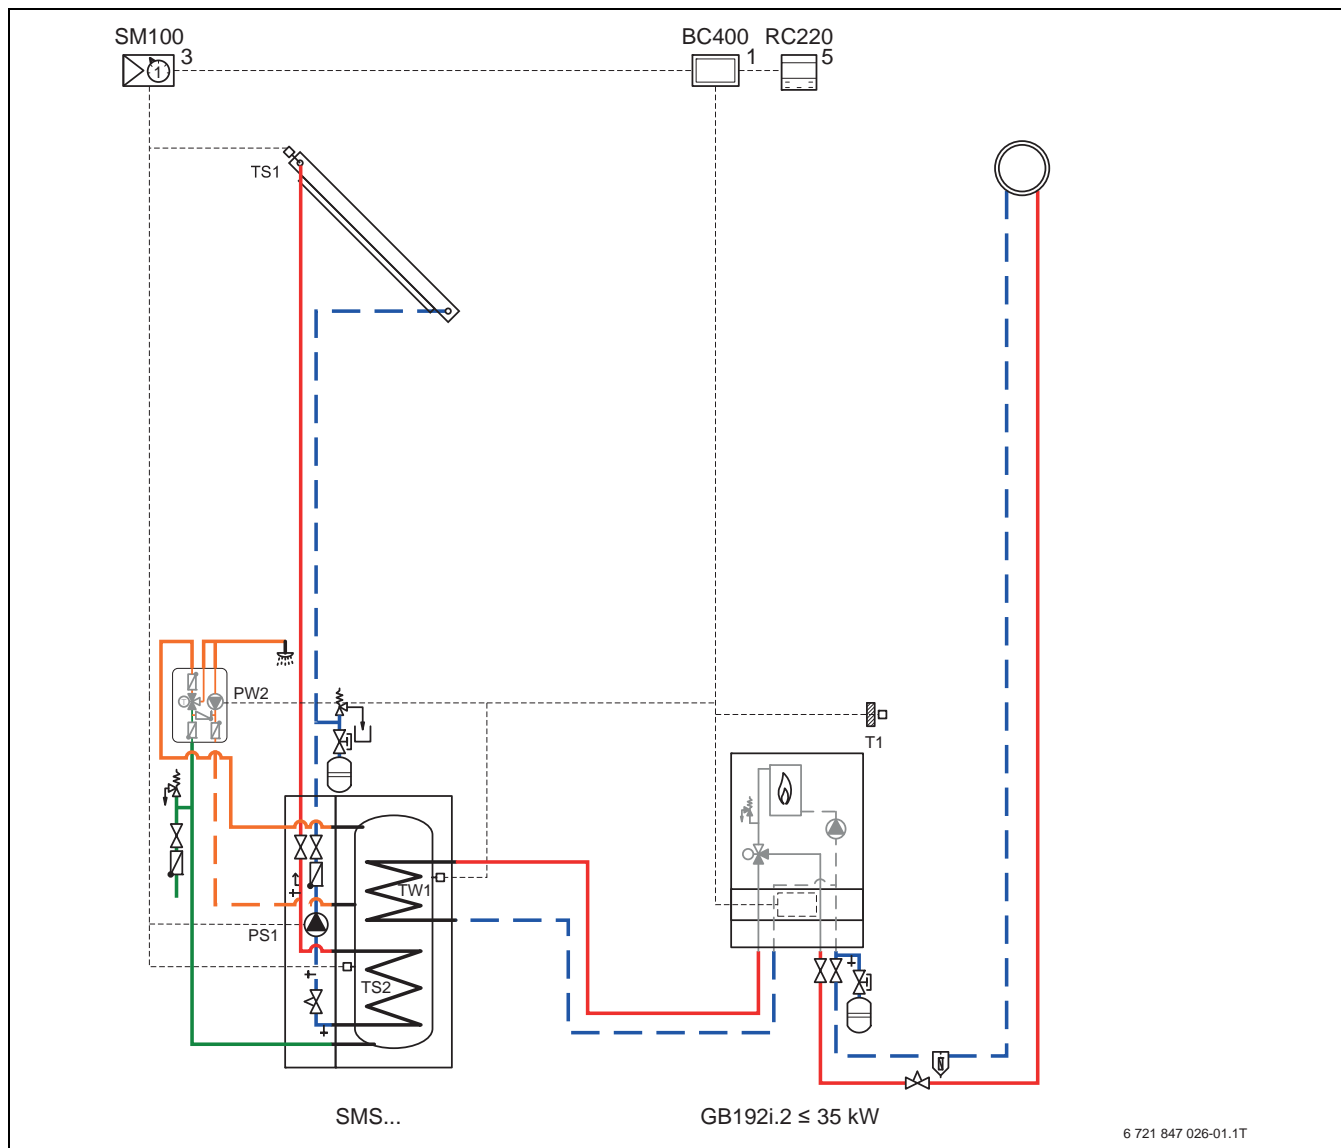 SM100
3
BC400
1
RC220
5
1
TS1
PW2
T
T1
TW1
PS1
TS2
SMS...
GB192i.2 ≤ 35 kW
6 721 847 026-01.1T